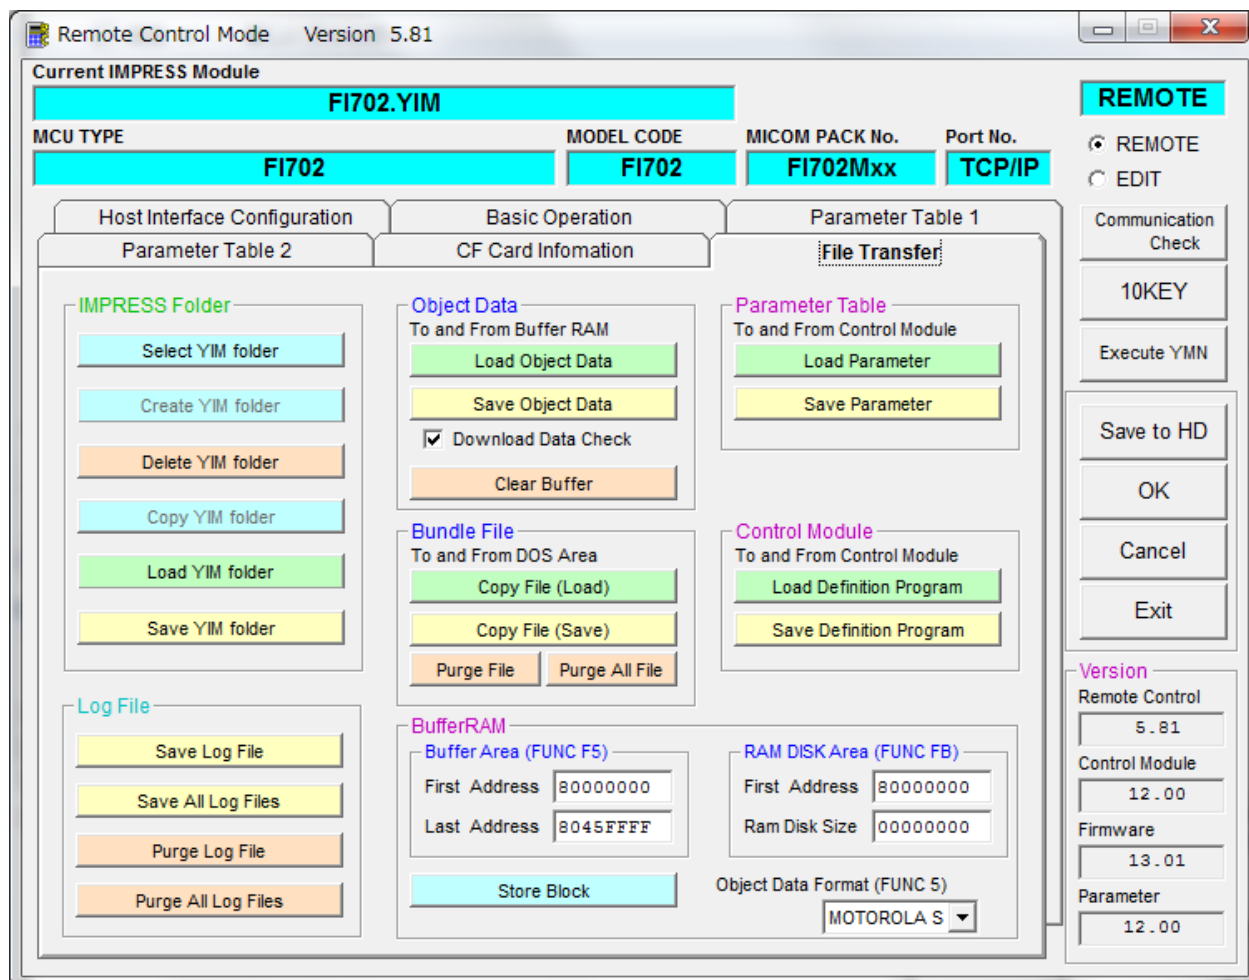 Remote Control Mode Version 5.81
Current IMPRESS Module
FI702.YIM
MCU TYPE
MODEL CODE
MICOM PACK No.
Port No.
FI702
FI702
FI702Mxx
TCP/IP
REMOTE
REMOTE
EDIT
Communication
Check
10KEY
Execute YMN
Save to HD
OK
Cancel
Exit
Version
Remote Control
5.81
Control Module
12.00
Firmware
13.01
Parameter
12.00
Host Interface Configuration
Basic Operation
Parameter Table 1
Parameter Table 2
CF Card Infomation
File Transfer
IMPRESS Folder
Select YIM folder
Create YIM folder
Delete YIM folder
Copy YIM folder
Load YIM folder
Save YIM folder
Log File
Save Log File
Save All Log Files
Purge Log File
Purge All Log Files
Object Data
To and From Buffer RAM
Load Object Data
Save Object Data
Download Data Check
Clear Buffer
Bundle File
To and From DOS Area
Copy File (Load)
Copy File (Save)
Purge File
Purge All File
Parameter Table
To and From Control Module
Load Parameter
Save Parameter
Control Module
To and From Control Module
Load Definition Program
Save Definition Program
BufferRAM
Buffer Area (FUNC F5)
First Address 80000000
Last Address 8045FFFF
RAM DISK Area (FUNC FB)
First Address 80000000
Ram Disk Size 00000000
Store Block
Object Data Format (FUNC 5)
MOTOROLA S